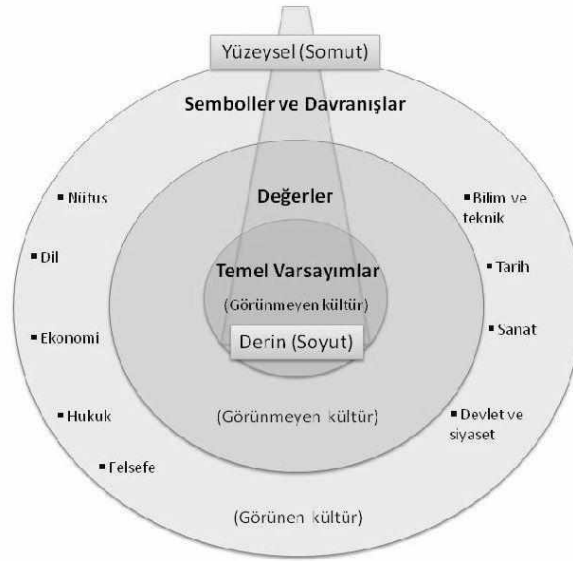 Yüzeysel (Somut)
Semboller ve Davranışlar
Değerler
Temel Varsayımlar
(Görünmeyen kültür)
Derin (Soyut)
(Görünmeyen kültür)
(Görünen kültür)
▪ Nüfus
▪ Dil
▪ Ekonomi
▪ Hukuk
▪ Felsefe
▪ Bilim ve
teknik
▪ Tarih
▪ Sanat
▪ Devlet ve
siyaset